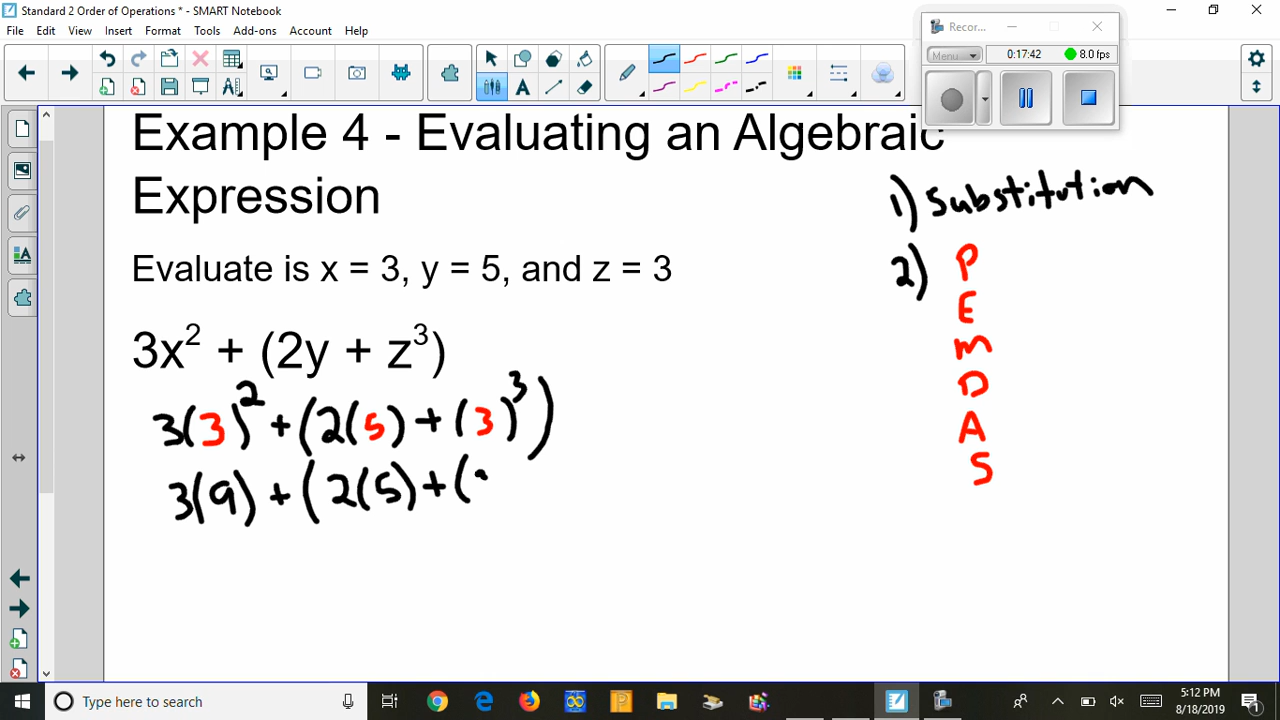 Standard 2 Order of Operations * - SMART Notebook
File Edit View Insert Format Tools Add-ons Account Help
Recor...
Menu 0:17:42 8.0 fps
Example 4 - Evaluating an Algebraic
Expression
Evaluate is x = 3, y = 5, and z = 3
3x² + (2y + z³)
3(3)² + (2(5) + (3)³)
3(9) + (2(5) + (
1) Substitution
2) P
E
M
D
A
S
Type here to search
5:12 PM
8/18/2019
1